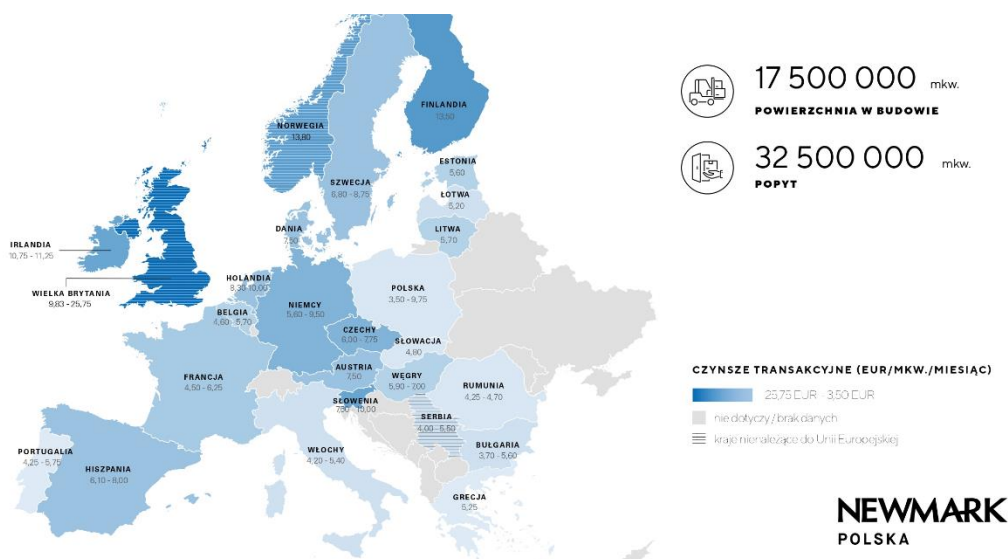 17 500 000 mkw.
POWIERZCHNIA W BUDOWIE
32 500 000 mkw.
POPYT
FINLANDIA
13,50
NORWEGIA
13,80
SZWECJA
6,80 - 8,75
ESTONIA
5,60
ŁOTWA
5,20
LITWA
5,70
DANIA
7,50
IRLANDIA
10,75 - 11,25
WIELKA BRYTANIA
9,83 - 25,75
HOLANDIA
8,30-10,00
BELGIA
4,60 - 5,70
NIEMCY
5,60 - 9,50
POLSKA
3,50 - 9,75
CZECHY
6,00 - 7,75
SŁOWACJA
4,80
FRANCJA
4,50 - 6,25
AUSTRIA
7,50
WĘGRY
5,90 - 7,00
RUMUNIA
4,25 - 4,70
SŁOWENIA
7,50 - 10,00
SERBIA
4,00 - 5,50
BUŁGARIA
3,70 - 5,60
WŁOCHY
4,20 - 5,40
PORTUGALIA
4,25 - 5,75
HISZPANIA
6,10 - 8,00
GRECJA
5,25
CZYNSZE TRANSAKCYJNE (EUR/MKW./MIESIĄC)
25,75 EUR - 3,50 EUR
nie dotyczy / brak danych
kraje nienależące do Unii Europejskiej
NEWMARK
POLSKA